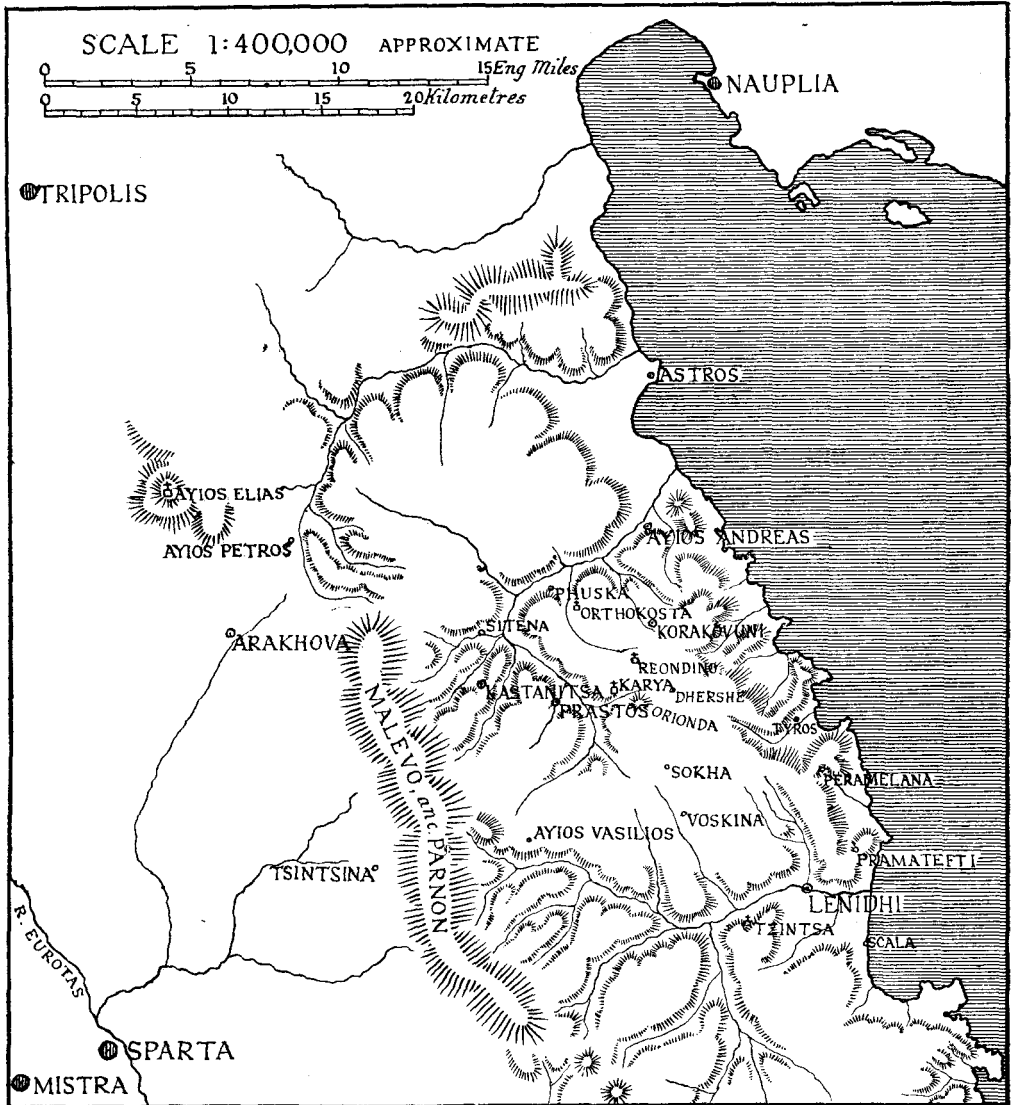 SCALE 1:400,000 APPROXIMATE
0 5 10 15 Eng Miles
0 5 10 15 20 Kilometres
NAUPLIA
TRIPOLIS
ASTROS
AYIOS ELIAS
AYIOS PETROS
AYIOS ANDREAS
PHUSKA
ORTHOKOSTA
KORAKOVUNI
SITENA
ARAKHOVA
REONDINO
KASTANITSA
KARYA
DHERSHE
PRASTOS
ORIONDA
TYROS
MALEVO, anc. PARNON
SOKHA
PERAMELANA
VOSKINA
AYIOS VASILIOS
PRAMATEFTI
TSINTSINA
LENIDHI
TZINTSA
SCALA
R. EUROTAS
SPARTA
MISTRA